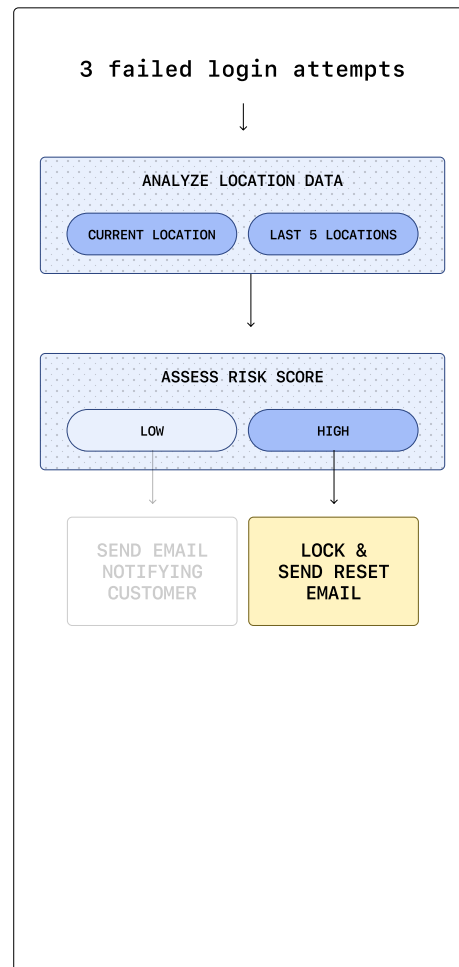 3 failed login attempts
ANALYZE LOCATION DATA
CURRENT LOCATION
LAST 5 LOCATIONS
ASSESS RISK SCORE
LOW
HIGH
SEND EMAIL
NOTIFYING
CUSTOMER
LOCK &
SEND RESET
EMAIL